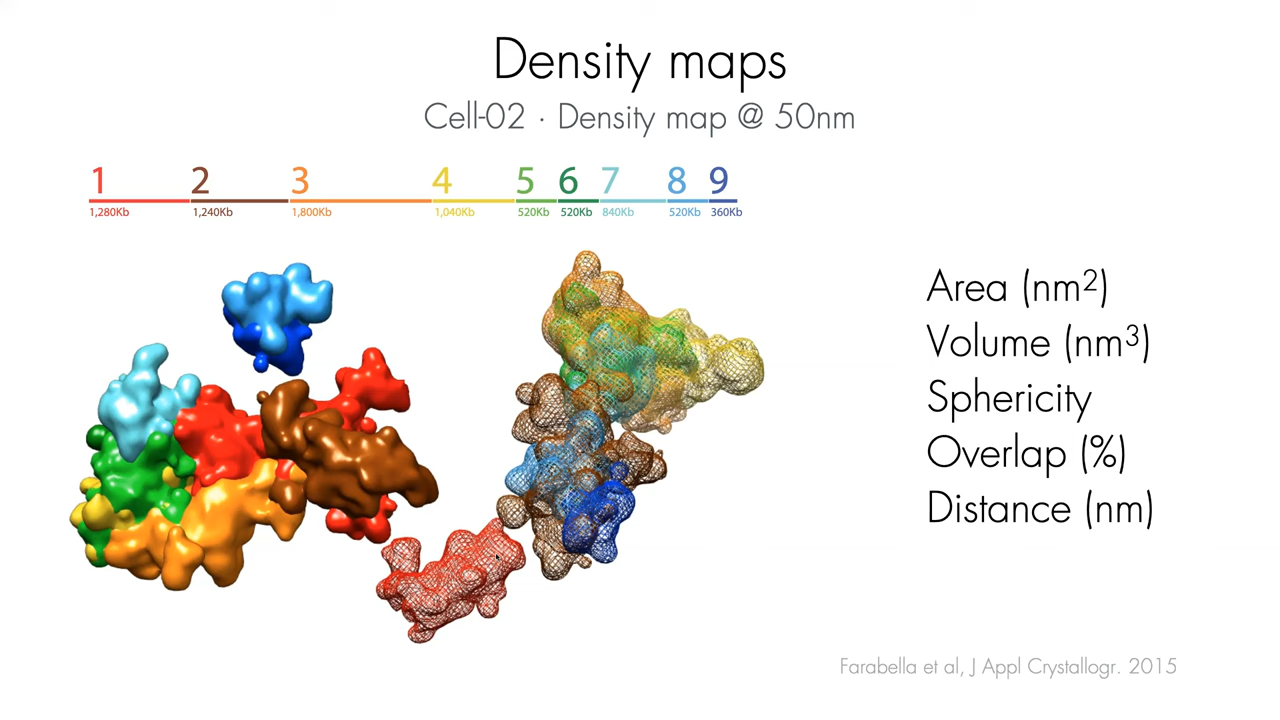 Density maps
Cell-02 · Density map @ 50nm
1 2 3 4 5 6 7 8 9
1,280Kb 1,240Kb 1,800Kb 1,040Kb 520Kb 520Kb 840Kb 520Kb 360Kb
Area (nm²)
Volume (nm³)
Sphericity
Overlap (%)
Distance (nm)
Farabella et al, J Appl Crystallogr. 2015